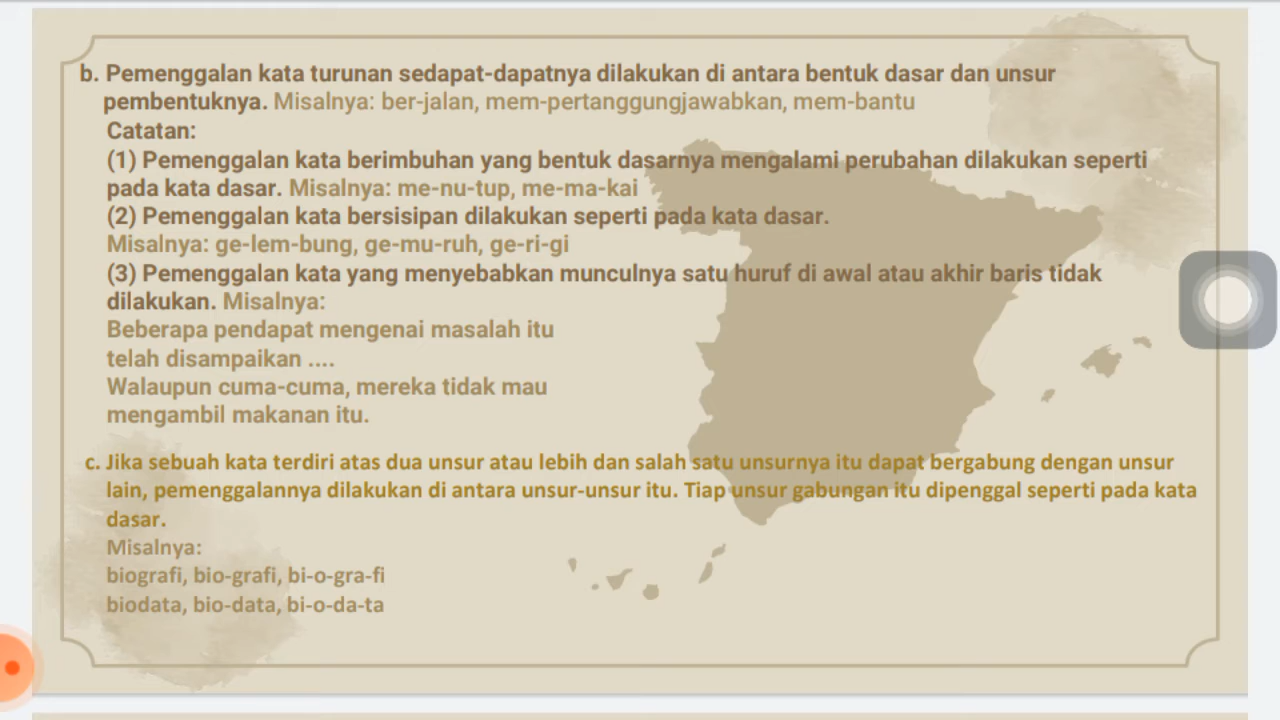 b. Pemenggalan kata turunan sedapat-dapatnya dilakukan di antara bentuk dasar dan unsur
pembentuknya. Misalnya: ber-jalan, mem-pertanggungjawabkan, mem-bantu
Catatan:
(1) Pemenggalan kata berimbuhan yang bentuk dasarnya mengalami perubahan dilakukan seperti
pada kata dasar. Misalnya: me-nu-tup, me-ma-kai
(2) Pemenggalan kata bersisipan dilakukan seperti pada kata dasar.
Misalnya: ge-lem-bung, ge-mu-ruh, ge-ri-gi
(3) Pemenggalan kata yang menyebabkan munculnya satu huruf di awal atau akhir baris tidak
dilakukan. Misalnya:
Beberapa pendapat mengenai masalah itu
telah disampaikan ....
Walaupun cuma-cuma, mereka tidak mau
mengambil makanan itu.
c. Jika sebuah kata terdiri atas dua unsur atau lebih dan salah satu unsurnya itu dapat bergabung dengan unsur
lain, pemenggalannya dilakukan di antara unsur-unsur itu. Tiap unsur gabungan itu dipenggal seperti pada kata
dasar.
Misalnya:
biografi, bio-grafi, bi-o-gra-fi
biodata, bio-data, bi-o-da-ta